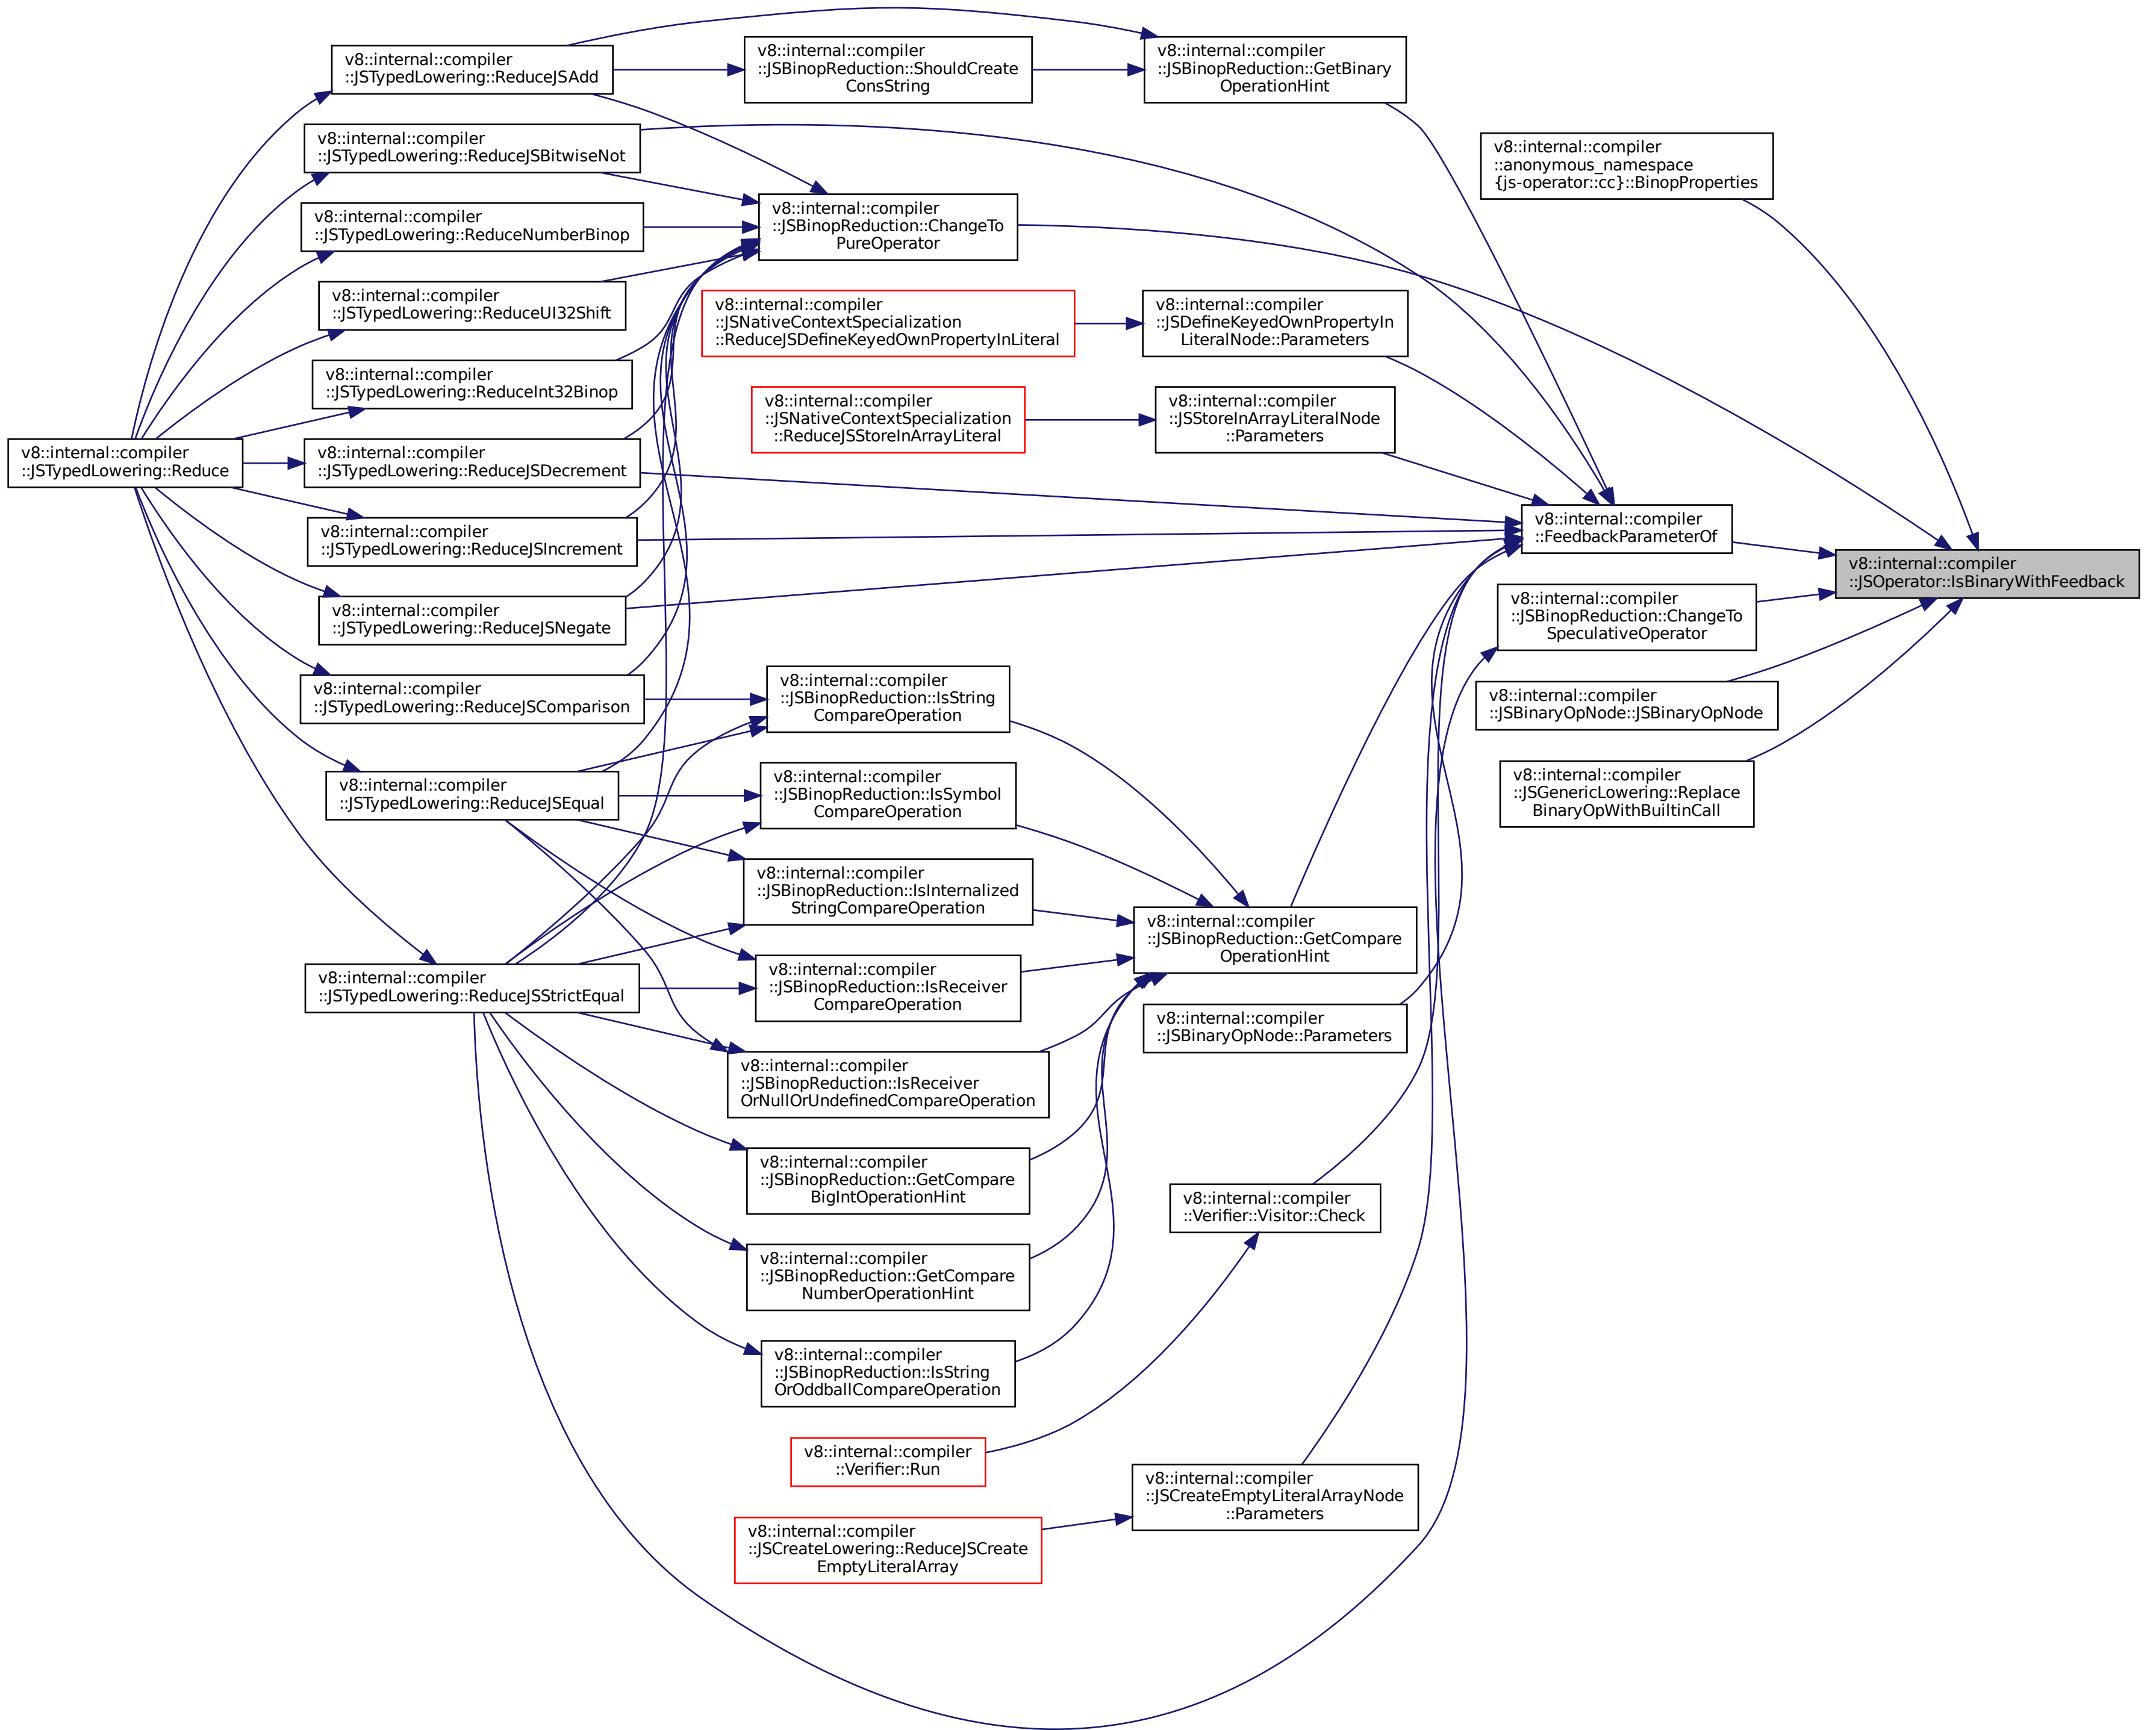 v8::internal::compiler
::JSTypedLowering::ReduceJSAdd
v8::internal::compiler
::JSBinopReduction::ShouldCreate
ConsString
v8::internal::compiler
::JSBinopReduction::GetBinary
OperationHint
v8::internal::compiler
::JSTypedLowering::ReduceJSBitwiseNot
v8::internal::compiler
::anonymous_namespace
{js-operator::cc}::BinopProperties
v8::internal::compiler
::JSTypedLowering::ReduceNumberBinop
v8::internal::compiler
::JSBinopReduction::ChangeTo
PureOperator
v8::internal::compiler
::JSTypedLowering::ReduceUI32Shift
v8::internal::compiler
::JSNativeContextSpecialization
::ReduceJSDefineKeyedOwnPropertyInLiteral
v8::internal::compiler
::JSDefineKeyedOwnPropertyIn
LiteralNode::Parameters
v8::internal::compiler
::JSTypedLowering::ReduceInt32Binop
v8::internal::compiler
::JSNativeContextSpecialization
::ReduceJSStoreInArrayLiteral
v8::internal::compiler
::JSStoreInArrayLiteralNode
::Parameters
v8::internal::compiler
::JSTypedLowering::Reduce
v8::internal::compiler
::JSTypedLowering::ReduceJSDecrement
v8::internal::compiler
::JSTypedLowering::ReduceJSIncrement
v8::internal::compiler
::FeedbackParameterOf
v8::internal::compiler
::JSOperator::IsBinaryWithFeedback
v8::internal::compiler
::JSTypedLowering::ReduceJSNegate
v8::internal::compiler
::JSBinopReduction::ChangeTo
SpeculativeOperator
v8::internal::compiler
::JSTypedLowering::ReduceJSComparison
v8::internal::compiler
::JSBinopReduction::IsString
CompareOperation
v8::internal::compiler
::JSBinaryOpNode::JSBinaryOpNode
v8::internal::compiler
::JSTypedLowering::ReduceJSEqual
v8::internal::compiler
::JSBinopReduction::IsSymbol
CompareOperation
v8::internal::compiler
::JSGenericLowering::Replace
BinaryOpWithBuiltinCall
v8::internal::compiler
::JSBinopReduction::IsInternalized
StringCompareOperation
v8::internal::compiler
::JSBinopReduction::GetCompare
OperationHint
v8::internal::compiler
::JSTypedLowering::ReduceJSStrictEqual
v8::internal::compiler
::JSBinopReduction::IsReceiver
CompareOperation
v8::internal::compiler
::JSBinaryOpNode::Parameters
v8::internal::compiler
::JSBinopReduction::IsReceiver
OrNullOrUndefinedCompareOperation
v8::internal::compiler
::JSBinopReduction::GetCompare
BigIntOperationHint
v8::internal::compiler
::Verifier::Visitor::Check
v8::internal::compiler
::JSBinopReduction::GetCompare
NumberOperationHint
v8::internal::compiler
::JSBinopReduction::IsString
OrOddballCompareOperation
v8::internal::compiler
::Verifier::Run
v8::internal::compiler
::JSCreateEmptyLiteralArrayNode
::Parameters
v8::internal::compiler
::JSCreateLowering::ReduceJSCreate
EmptyLiteralArray